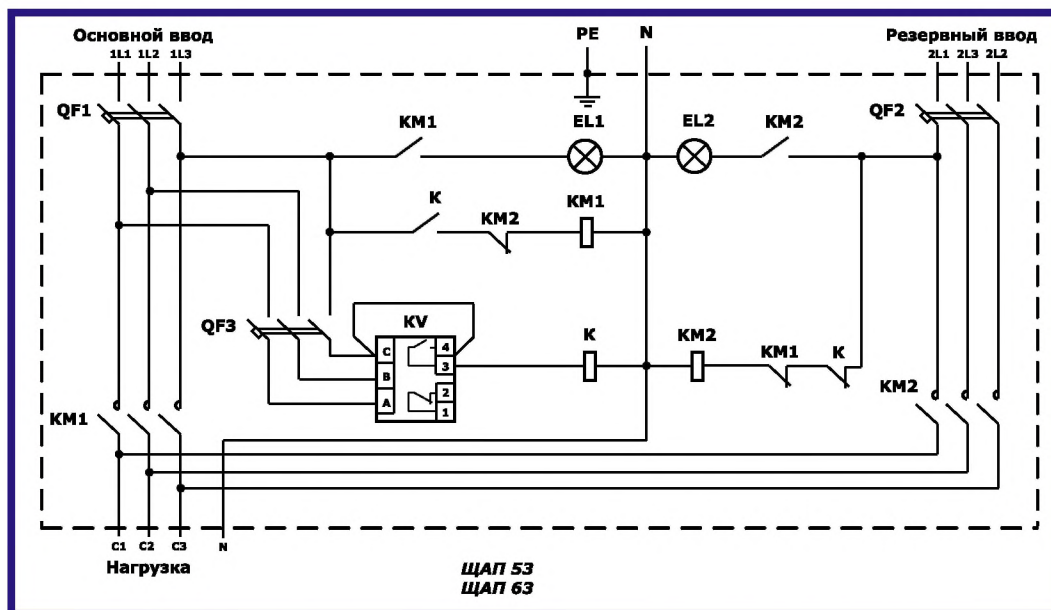 Основной ввод
1L1 1L2 1L3
PE
N
Резервный ввод
2L1 2L3 2L2
QF1
KM1
EL1
EL2
KM2
QF2
K
KM2
KM1
QF3
KV
C
B
A
4
3
2
1
K
KM2
KM1
K
KM1
KM2
C1 C2 C3 N
Нагрузка
ЩАП 53
ЩАП 63